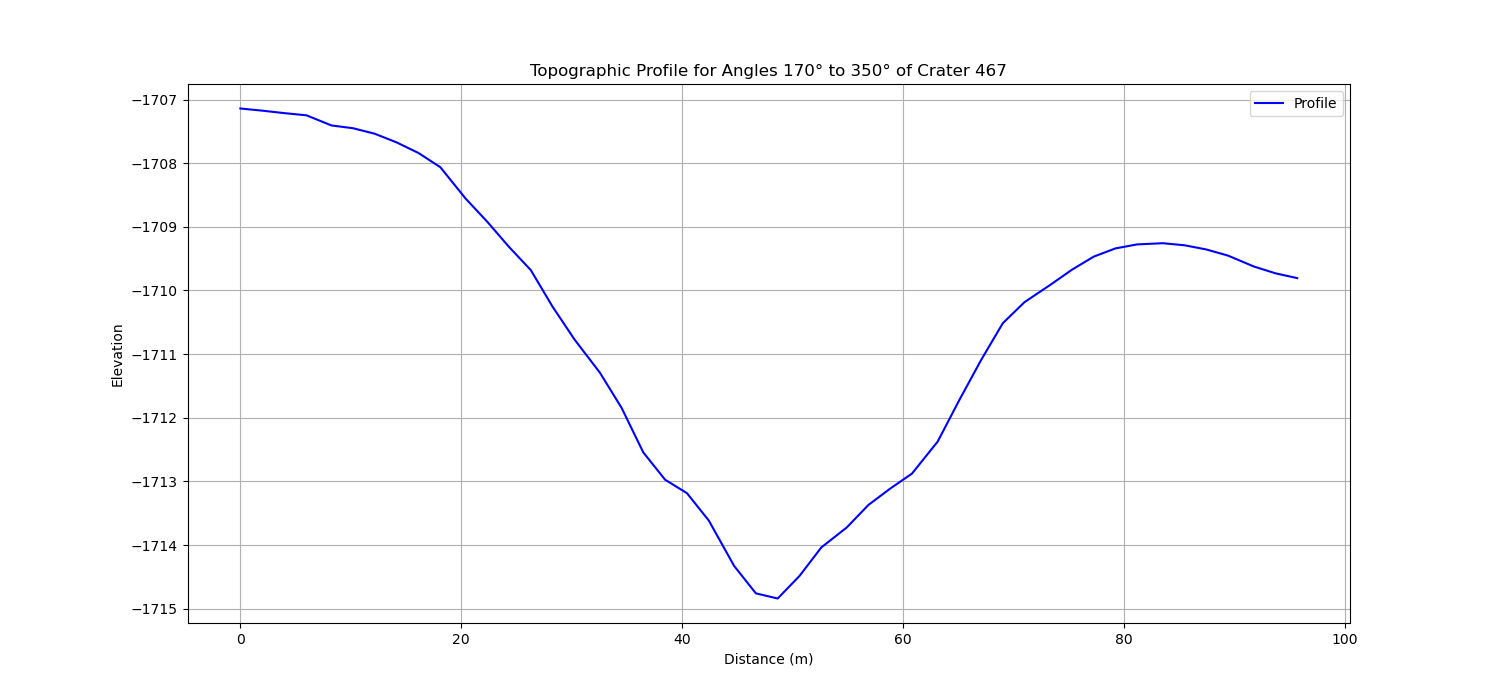 Topographic Profile for Angles 170° to 350° of Crater 467
Profile
−1707
−1708
−1709
−1710
−1711
−1712
−1713
−1714
−1715
Elevation
0 20 40 60 80 100
Distance (m)